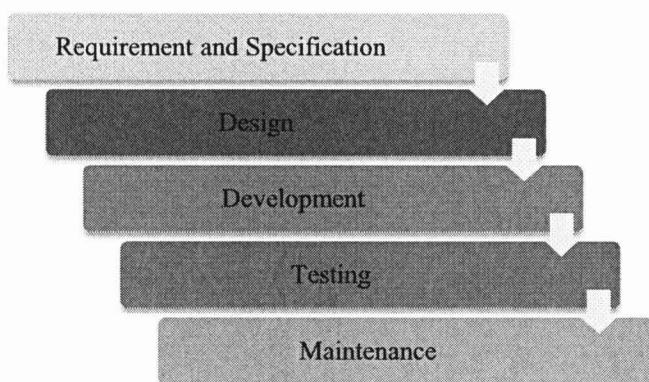 Requirement and Specification
Design
Development
Testing
Maintenance